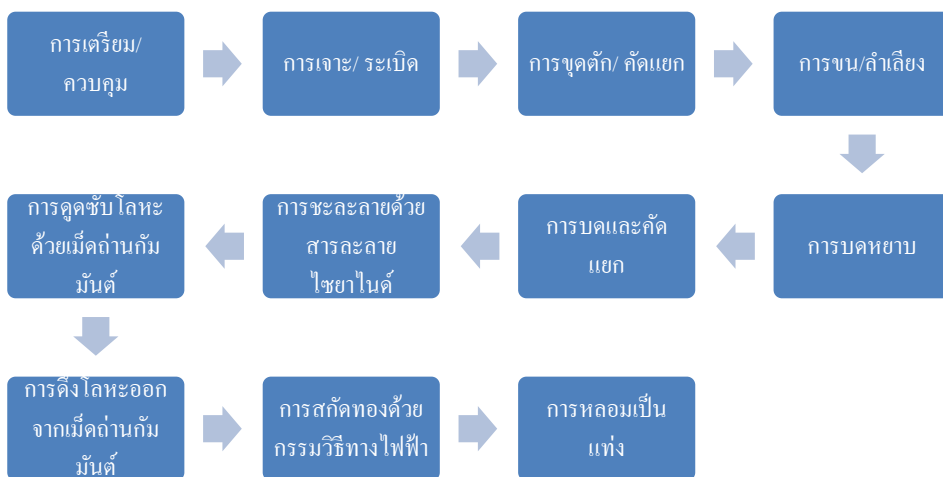 การเตรียม/
ควบคุม
การเจาะ/ ระเบิด
การขุดตัก/ คัดแยก
การขน/ลำเลียง
การบดหยาบ
การบดและคัด
แยก
การชะละลายด้วย
สารละลาย
ไซยาไนด์
การดูดซับโลหะ
ด้วยเม็ดถ่านกัม
มันต์
การดึงโลหะออก
จากเม็ดถ่านกัม
มันต์
การสกัดทองด้วย
กรรมวิธีทางไฟฟ้า
การหลอมเป็น
แท่ง